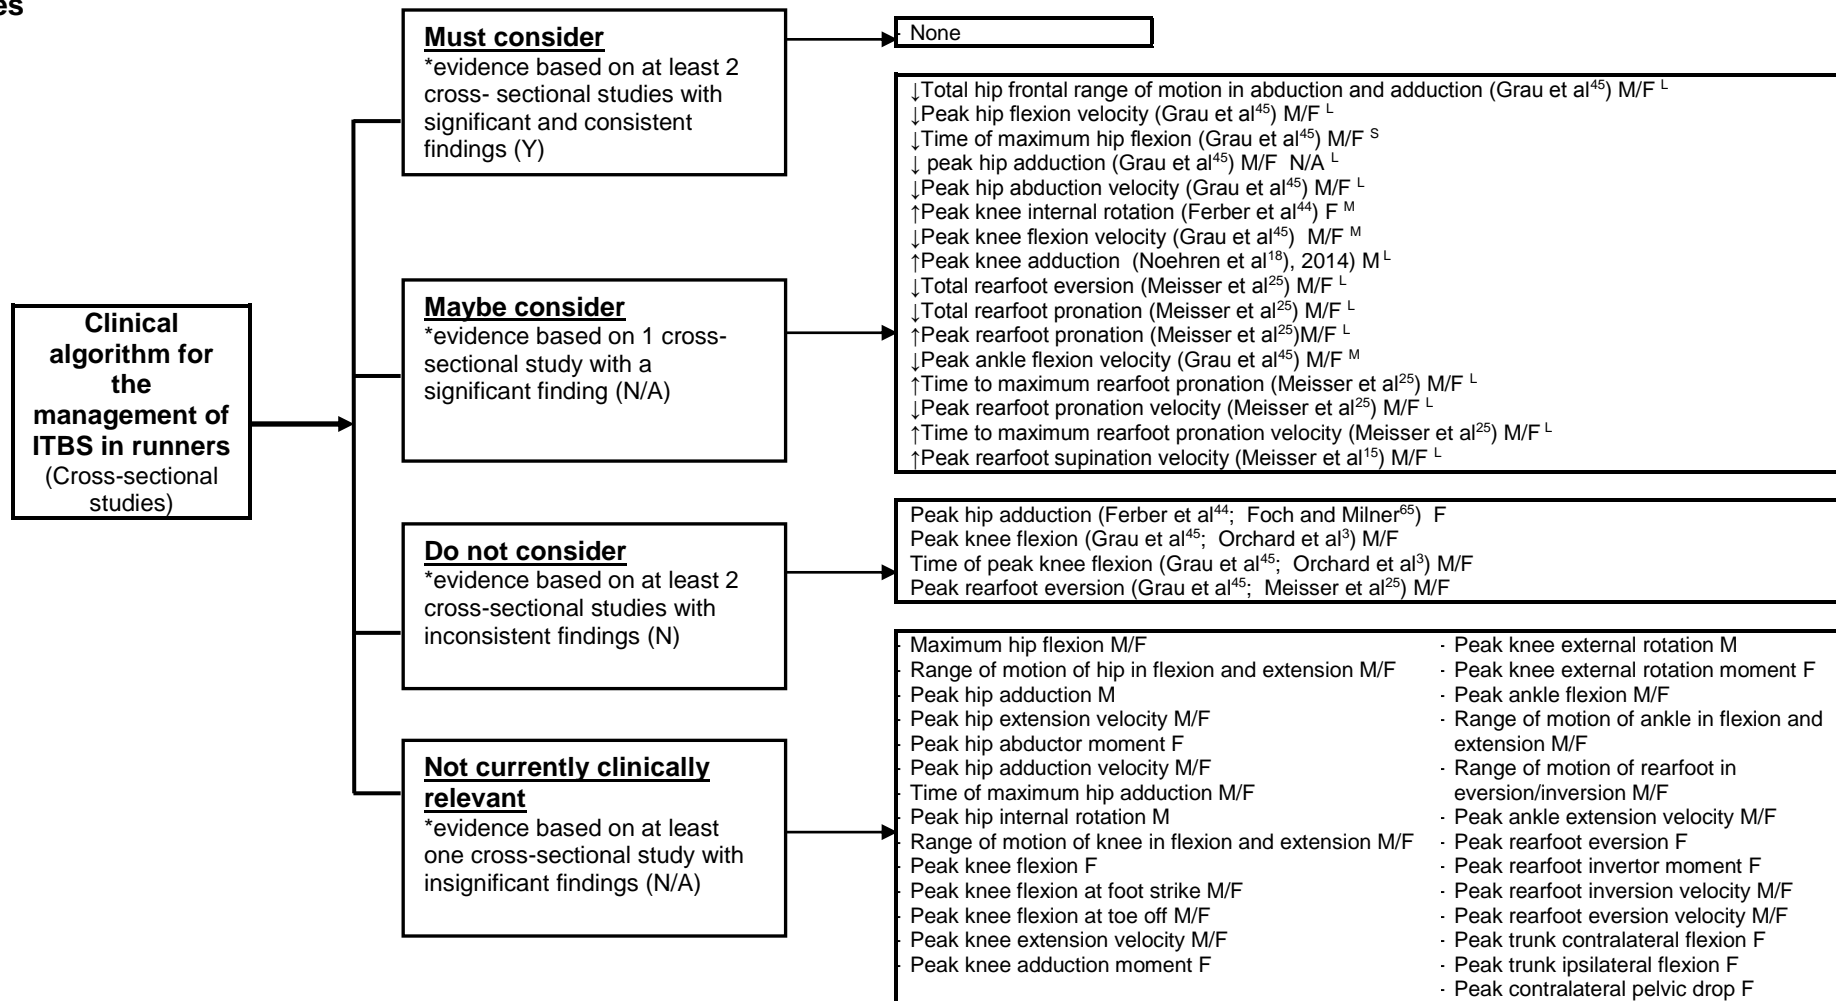 es
Clinical
algorithm for
the
management of
ITBS in runners
(Cross-sectional
studies)
Must consider
*evidence based on at least 2
cross- sectional studies with
significant and consistent
findings (Y)
None
Maybe consider
*evidence based on 1 cross-
sectional study with a
significant finding (N/A)
↓Total hip frontal range of motion in abduction and adduction (Grau et al45) M/F L
↓Peak hip flexion velocity (Grau et al45) M/F L
↓Time of maximum hip flexion (Grau et al45) M/F S
↓ peak hip adduction (Grau et al45) M/F N/A L
↓Peak hip abduction velocity (Grau et al45) M/F L
↑Peak knee internal rotation (Ferber et al44) F M
↓Peak knee flexion velocity (Grau et al45) M/F M
↑Peak knee adduction (Noehren et al18), 2014) M L
↓Total rearfoot eversion (Meisser et al25) M/F L
↓Total rearfoot pronation (Meisser et al25) M/F L
↑Peak rearfoot pronation (Meisser et al25)M/F L
↓Peak ankle flexion velocity (Grau et al45) M/F M
↑Time to maximum rearfoot pronation (Meisser et al25) M/F L
↓Peak rearfoot pronation velocity (Meisser et al25) M/F L
↑Time to maximum rearfoot pronation velocity (Meisser et al25) M/F L
↑Peak rearfoot supination velocity (Meisser et al15) M/F L
Do not consider
*evidence based on at least 2
cross-sectional studies with
inconsistent findings (N)
Peak hip adduction (Ferber et al44; Foch and Milner65) F
Peak knee flexion (Grau et al45; Orchard et al3) M/F
Time of peak knee flexion (Grau et al45; Orchard et al3) M/F
Peak rearfoot eversion (Grau et al45; Meisser et al25) M/F
Not currently clinically
relevant
*evidence based on at least
one cross-sectional study with
insignificant findings (N/A)
· Maximum hip flexion M/F
· Range of motion of hip in flexion and extension M/F
· Peak hip adduction M
· Peak hip extension velocity M/F
· Peak hip abductor moment F
· Peak hip adduction velocity M/F
· Time of maximum hip adduction M/F
· Peak hip internal rotation M
· Range of motion of knee in flexion and extension M/F
· Peak knee flexion F
· Peak knee flexion at foot strike M/F
· Peak knee flexion at toe off M/F
· Peak knee extension velocity M/F
· Peak knee adduction moment F
· Peak knee external rotation M
· Peak knee external rotation moment F
· Peak ankle flexion M/F
· Range of motion of ankle in flexion and
extension M/F
· Range of motion of rearfoot in
eversion/inversion M/F
· Peak ankle extension velocity M/F
· Peak rearfoot eversion F
· Peak rearfoot invertor moment F
· Peak rearfoot inversion velocity M/F
· Peak rearfoot eversion velocity M/F
· Peak trunk contralateral flexion F
· Peak trunk ipsilateral flexion F
· Peak contralateral pelvic drop F